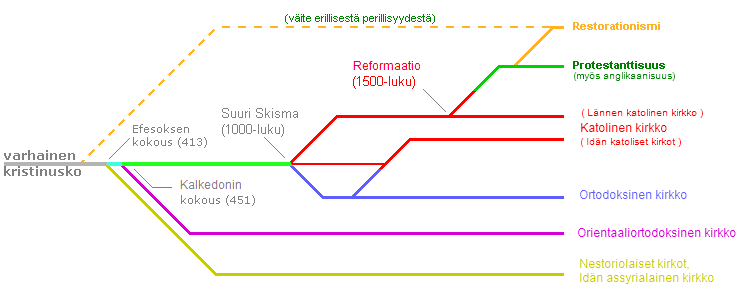 (väite erillisestä perillisyydestä)
Restorationismi
Reformaatio
(1500-luku)
Protestanttisuus
(myös anglikaanisuus)
Suuri Skisma
(1000-luku)
( Lännen katolinen kirkko )
Katolinen kirkko
( Idän katoliset kirkot )
Efesoksen
kokous (413)
varhainen
kristinusko
Kalkedonin
kokous (451)
Ortodoksinen kirkko
Orientaaliortodoksinen kirkko
Nestoriolaiset kirkot,
Idän assyrialainen kirkko